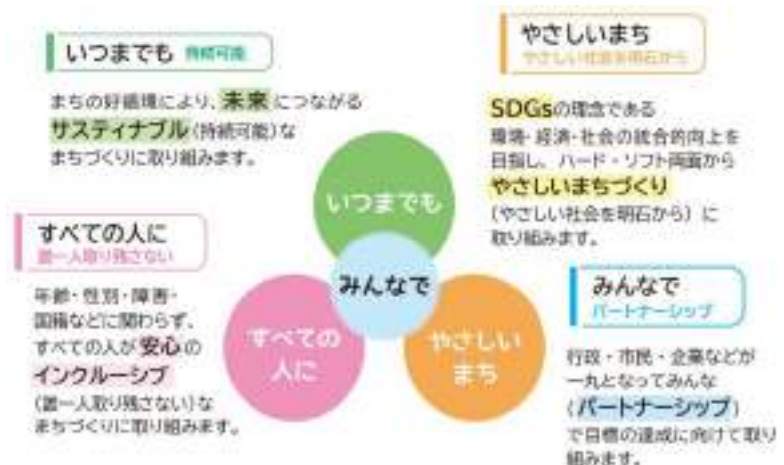 いつまでも 持続可能
まちの好循環により、未来につながる
サスティナブル(持続可能)な
まちづくりに取り組みます。
やさしいまち
やさしい社会を明石から
SDGsの理念である
環境・経済・社会の統合的向上を
目指し、ハード・ソフト両面から
やさしいまちづくり
(やさしい社会を明石から)に
取り組みます。
すべての人に
誰一人取り残さない
年齢・性別・障害・
国籍などに関わらず、
すべての人が安心の
インクルーシブ
(誰一人取り残さない)な
まちづくりに取り組みます。
いつまでも
みんなで
すべての
人に
やさしい
まち
みんなで
パートナーシップ
行政・市民・企業などが
一丸となってみんな
(パートナーシップ)
で目標の達成に向けて取り
組みます。